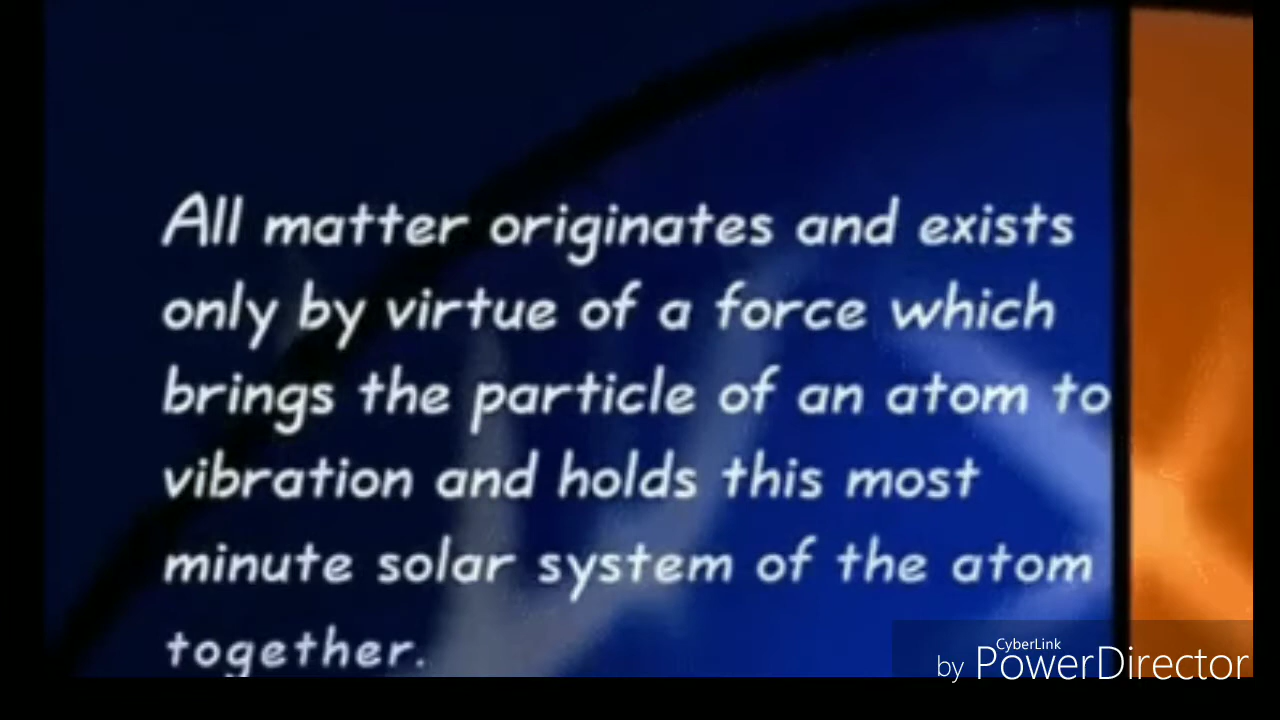 All matter originates and exists
only by virtue of a force which
brings the particle of an atom to
vibration and holds this most
minute solar system of the atom
together.
CyberLink
by PowerDirector